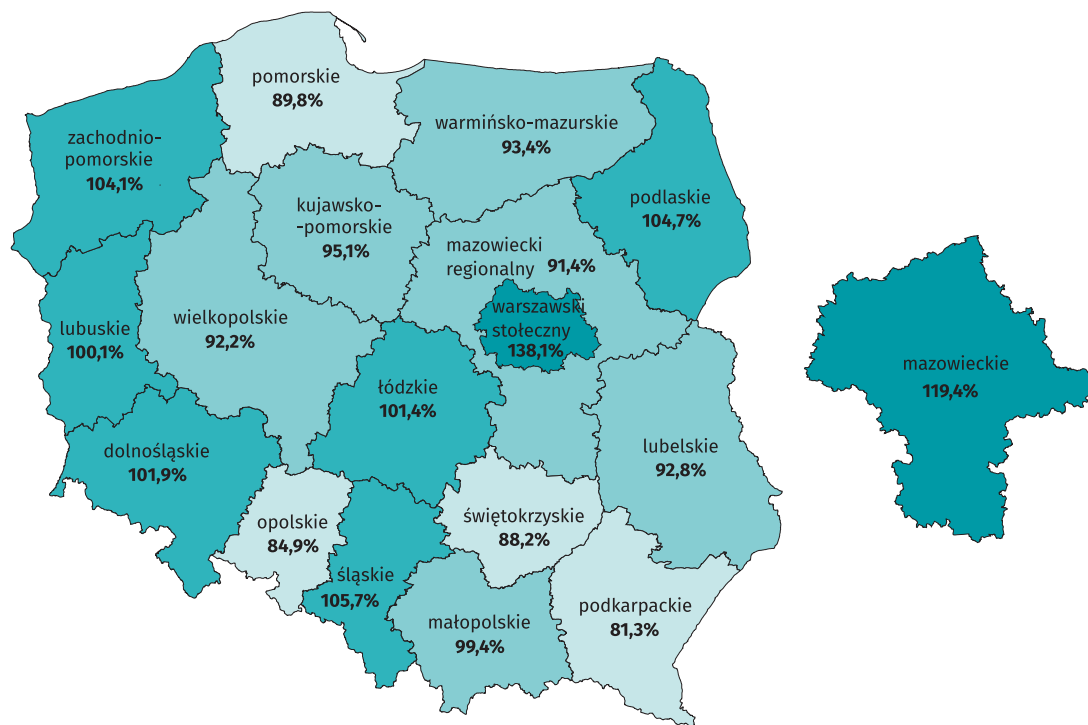 pomorskie
89,8%
warmińsko-mazurskie
93,4%
zachodnio-
pomorskie
104,1%
podlaskie
104,7%
kujawsko-
-pomorskie
95,1%
mazowiecki
regionalny 91,4%
warszawski
stołeczny
138,1%
lubuskie
100,1%
wielkopolskie
92,2%
łódzkie
101,4%
mazowieckie
119,4%
dolnośląskie
101,9%
lubelskie
92,8%
opolskie
84,9%
świętokrzyskie
88,2%
śląskie
105,7%
małopolskie
99,4%
podkarpackie
81,3%